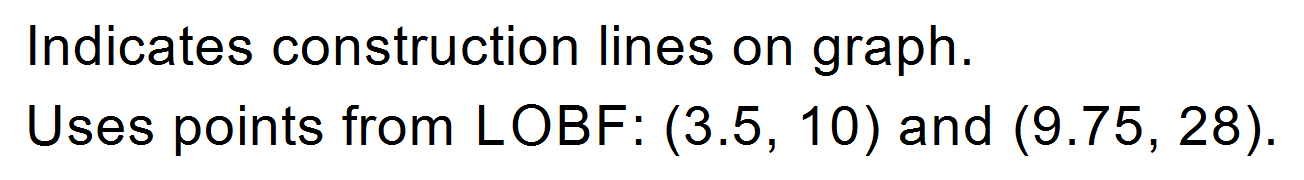 Indicates construction lines on graph.
Uses points from LOBF: (3.5, 10) and (9.75, 28).